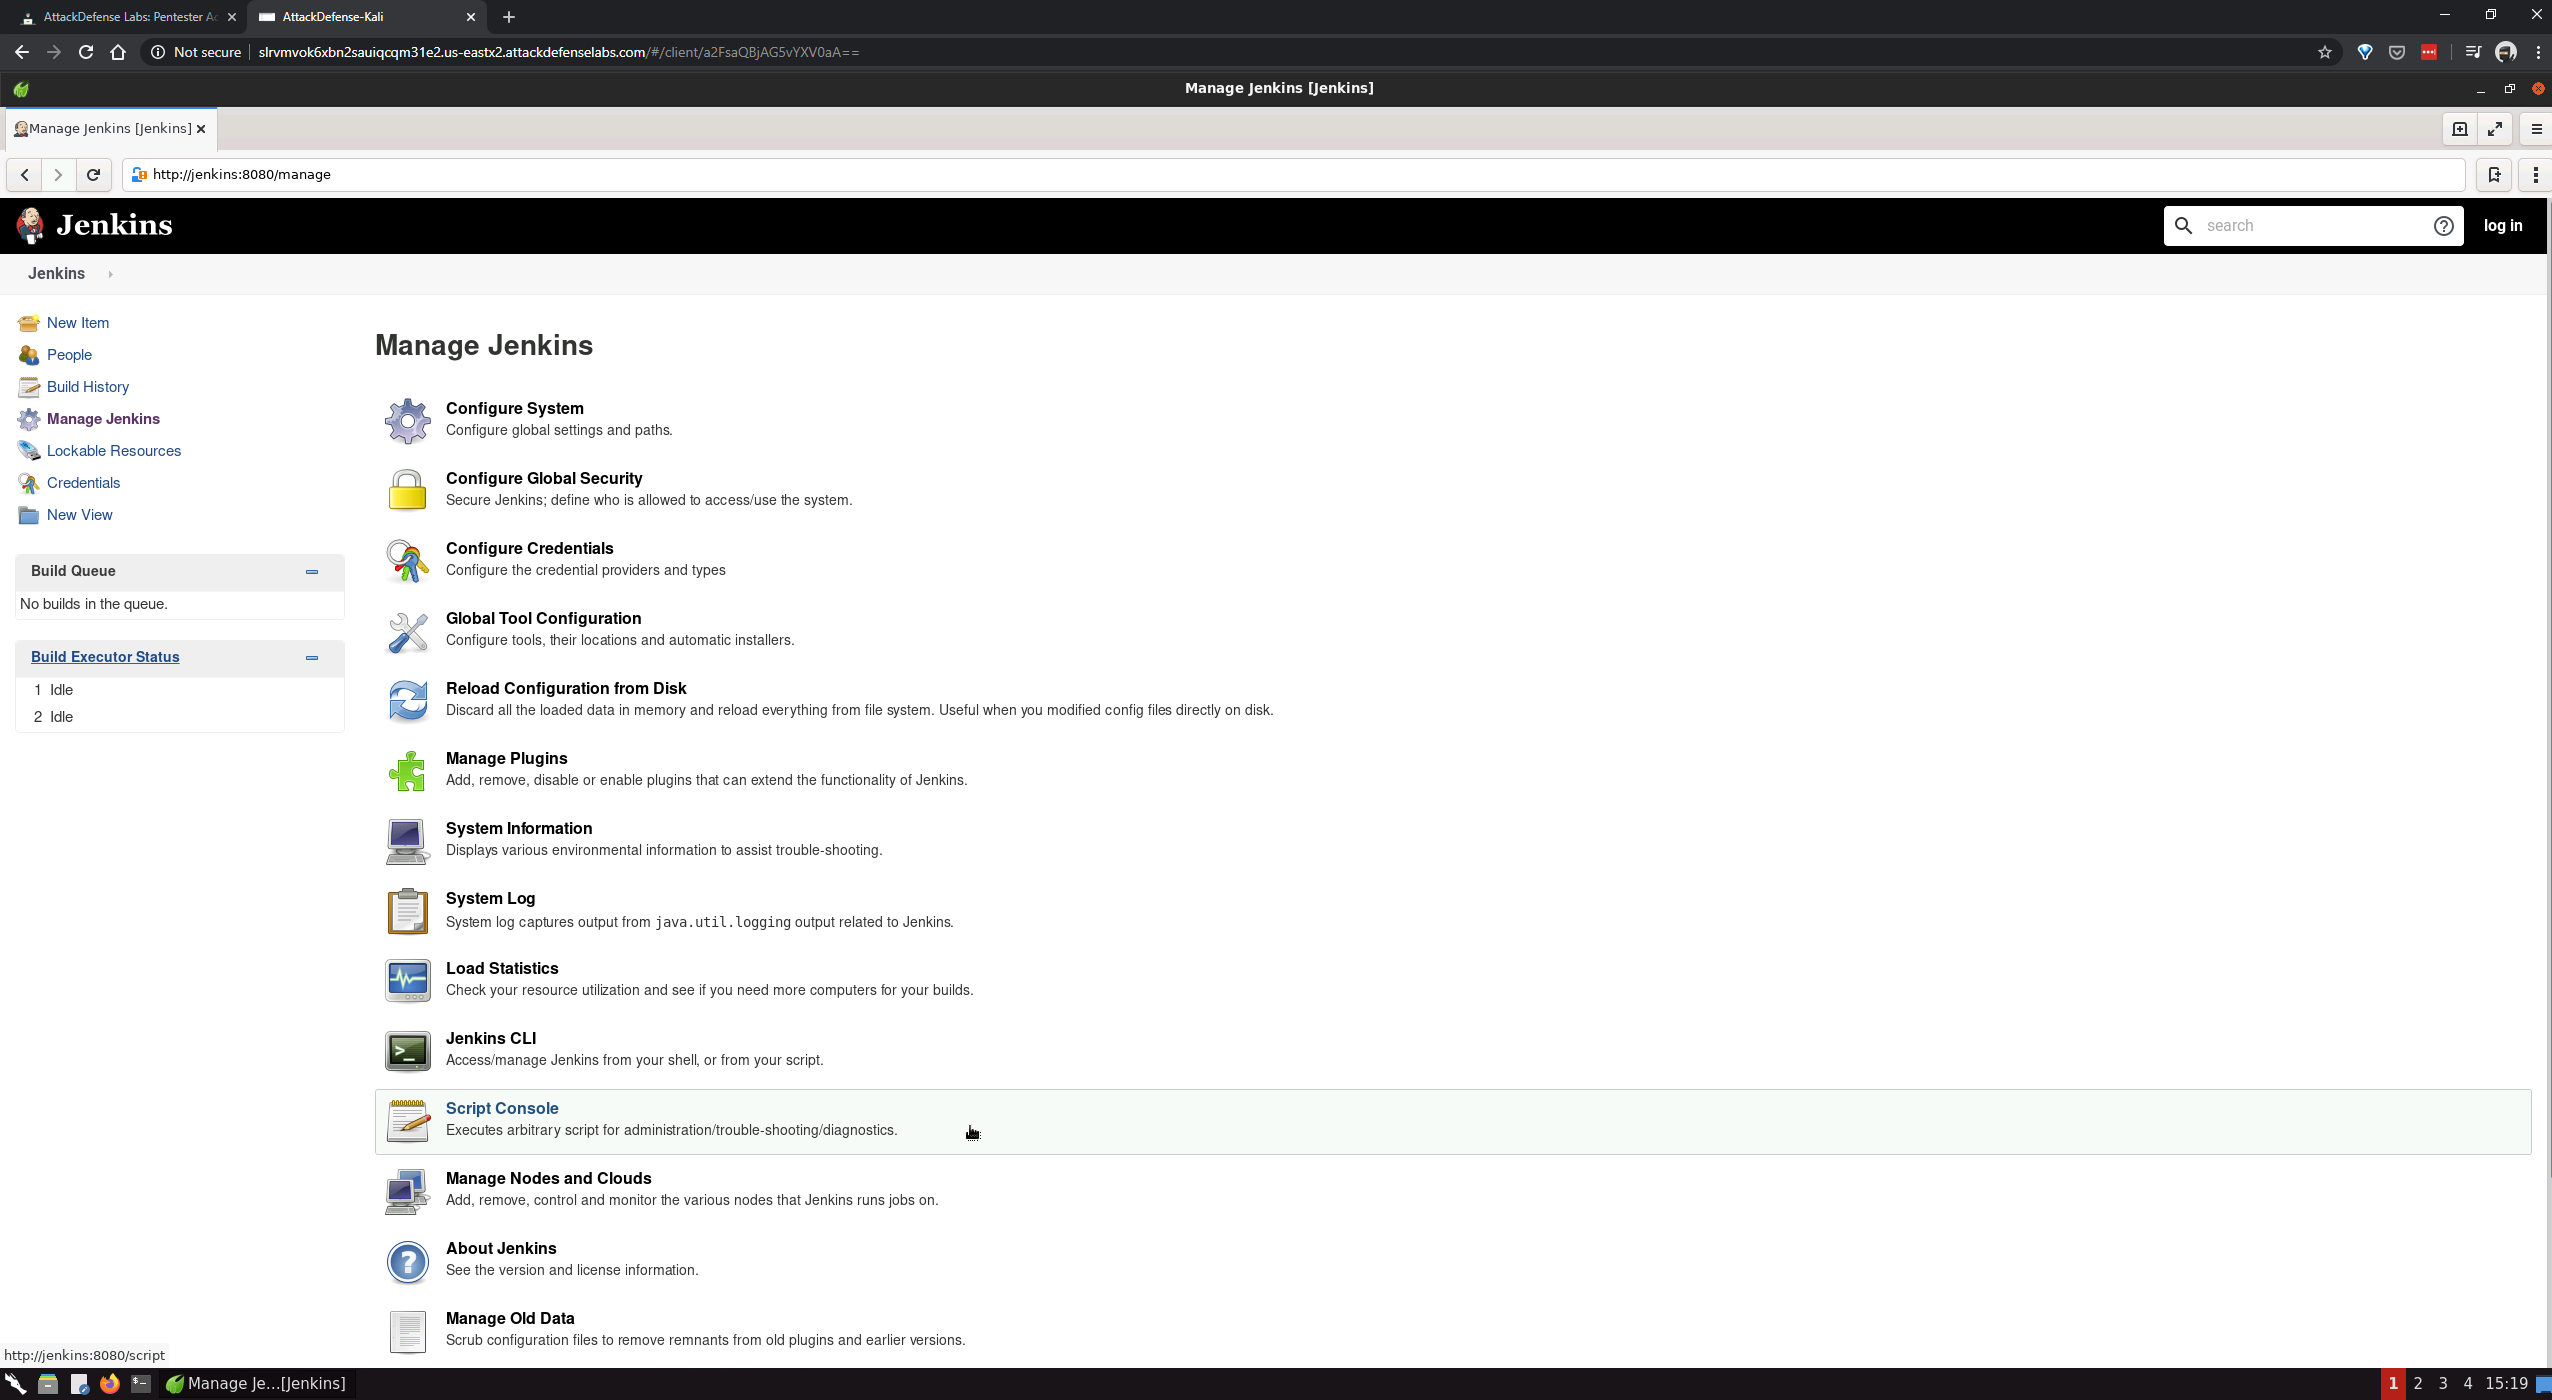 AttackDefense Labs: Pentester Ac
AttackDefense-Kali
Not secure
slrvmvok6xbn2sauiqcqm31e2.us-eastx2.attackdefenselabs.com/#/client/a2FsaQBjAG5vYXV0aA==
Manage Jenkins [Jenkins]
Manage Jenkins [Jenkins]
http://jenkins:8080/manage
Jenkins
search
log in
Jenkins
New Item
People
Build History
Manage Jenkins
Lockable Resources
Credentials
New View
Build Queue
No builds in the queue.
Build Executor Status
1 Idle
2 Idle
Manage Jenkins
Configure System
Configure global settings and paths.
Configure Global Security
Secure Jenkins; define who is allowed to access/use the system.
Configure Credentials
Configure the credential providers and types
Global Tool Configuration
Configure tools, their locations and automatic installers.
Reload Configuration from Disk
Discard all the loaded data in memory and reload everything from file system. Useful when you modified config files directly on disk.
Manage Plugins
Add, remove, disable or enable plugins that can extend the functionality of Jenkins.
System Information
Displays various environmental information to assist trouble-shooting.
System Log
System log captures output from java.util.logging output related to Jenkins.
Load Statistics
Check your resource utilization and see if you need more computers for your builds.
Jenkins CLI
Access/manage Jenkins from your shell, or from your script.
Script Console
Executes arbitrary script for administration/trouble-shooting/diagnostics.
Manage Nodes and Clouds
Add, remove, control and monitor the various nodes that Jenkins runs jobs on.
About Jenkins
See the version and license information.
Manage Old Data
Scrub configuration files to remove remnants from old plugins and earlier versions.
http://jenkins:8080/script
Manage Je...[Jenkins]
1 2 3 4 15:19